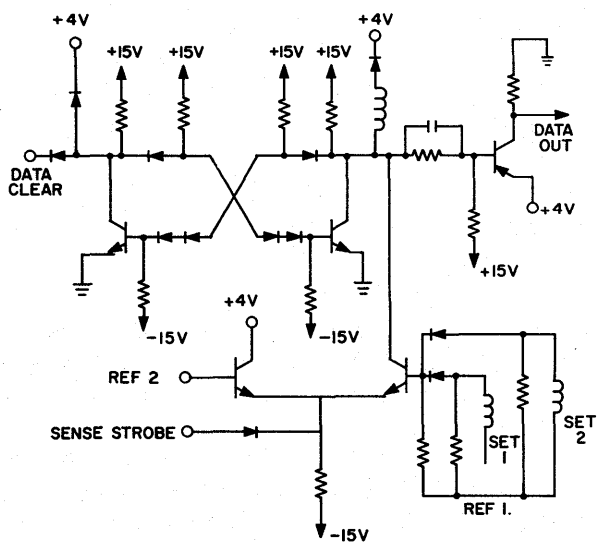 +4V
+4V
+15V
+15V
+15V
+15V
DATA
CLEAR
DATA
OUT
+4V
+15V
-15V
-15V
+4V
REF 2
SENSE STROBE
SET
1
SET
2
REF 1.
-15V